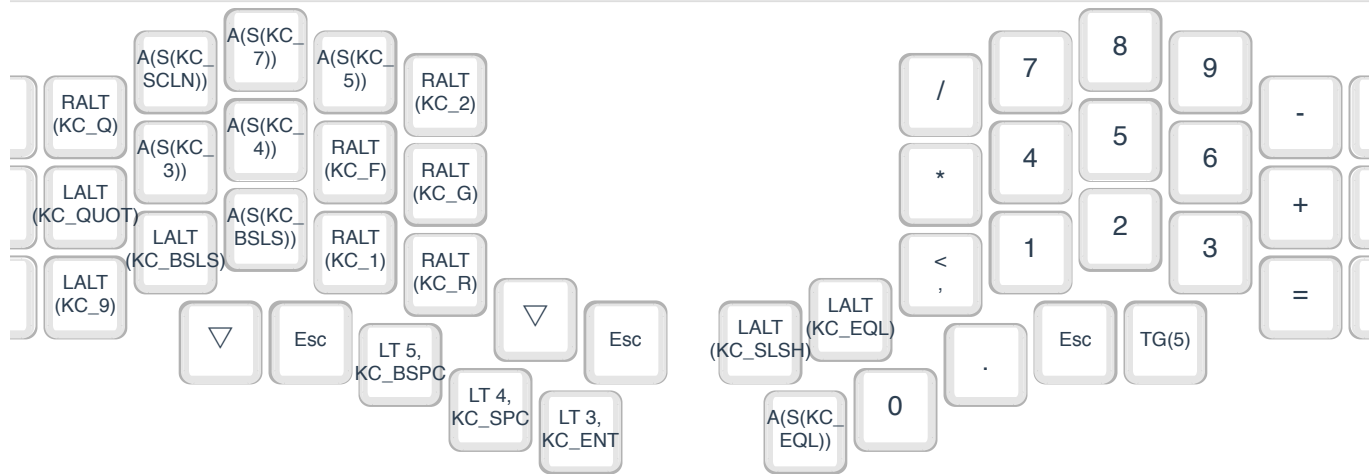 RALT
(KC_Q)
A(S(KC_
SCLN))
A(S(KC_
7))
A(S(KC_
5))
RALT
(KC_2)
/
7
8
9
-
LALT
(KC_QUOT)
A(S(KC_
3))
A(S(KC_
4))
RALT
(KC_F)
RALT
(KC_G)
*
4
5
6
+
LALT
(KC_9)
LALT
(KC_BSLS)
A(S(KC_
BSLS))
RALT
(KC_1)
RALT
(KC_R)
<
,
1
2
3
=
▽
Esc
LT 5,
KC_BSPC
▽
Esc
LALT
(KC_SLSH)
LALT
(KC_EQL)
.
Esc
TG(5)
LT 4,
KC_SPC
LT 3,
KC_ENT
A(S(KC_
EQL))
0